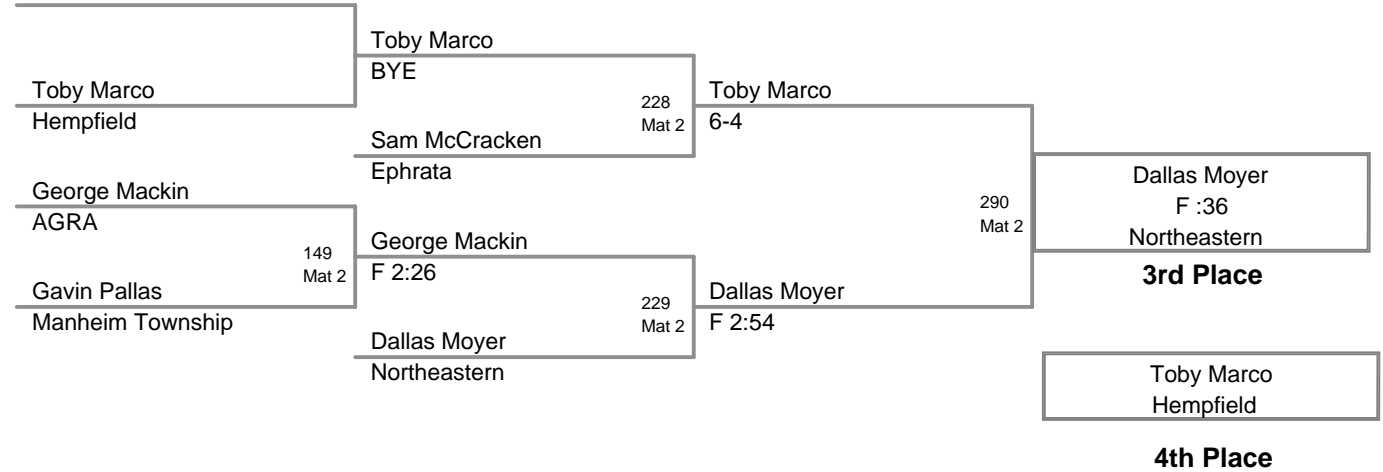 Toby Marco
BYE
Toby Marco
Hempfield
228
Mat 2
Toby Marco
6-4
Sam McCracken
Ephrata
George Mackin
AGRA
290
Mat 2
Dallas Moyer
F :36
Northeastern
3rd Place
149
Mat 2
George Mackin
F 2:26
Gavin Pallas
Manheim Township
229
Mat 2
Dallas Moyer
F 2:54
Dallas Moyer
Northeastern
Toby Marco
Hempfield
4th Place